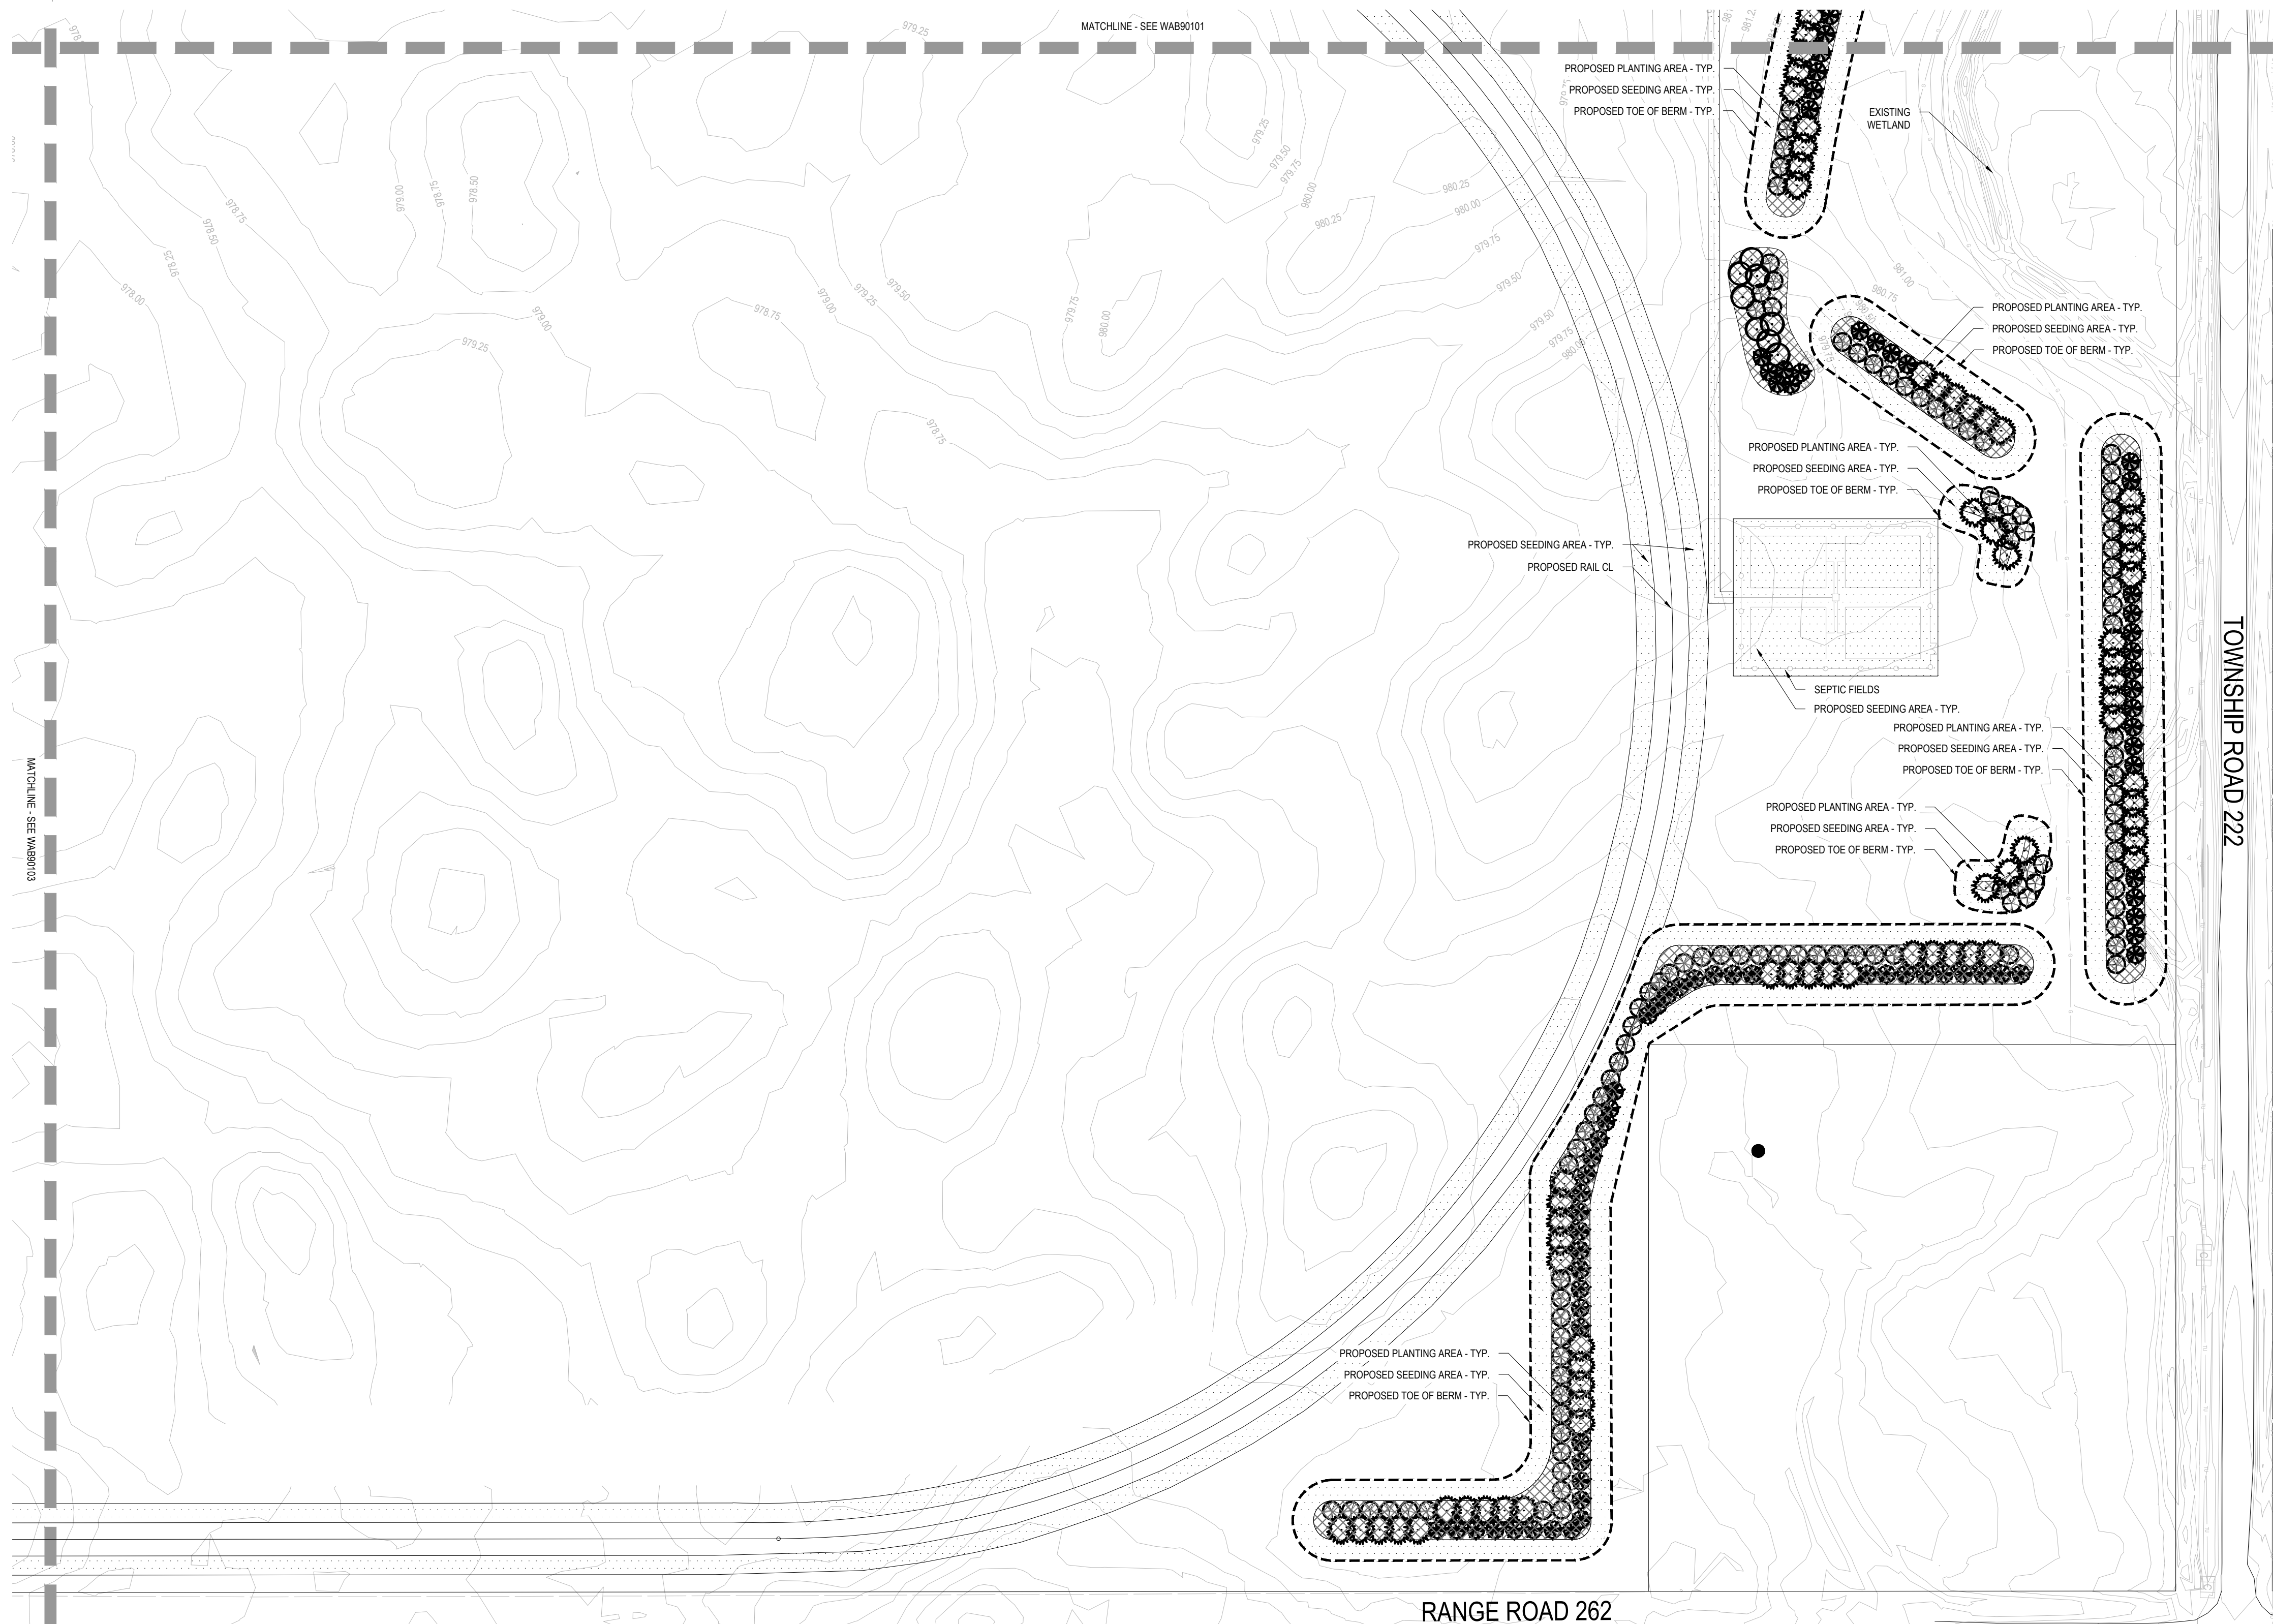 MATCHLINE - SEE WAB90101
979.25
PROPOSED PLANTING AREA - TYP.
PROPOSED SEEDING AREA - TYP.
PROPOSED TOE OF BERM - TYP.
EXISTING
WETLAND
979.25
979.50
979.75
980.00
980.25
980.25
980.00
979.75
979.50
979.00
978.75
978.50
978.75
978.50
978.25
978.00
979.00
979.25
978.75
979.00
979.25
979.50
979.75
980.00
979.50
979.75
980.00
978.75
981.00
980.75
979.75
PROPOSED PLANTING AREA - TYP.
PROPOSED SEEDING AREA - TYP.
PROPOSED TOE OF BERM - TYP.
PROPOSED PLANTING AREA - TYP.
PROPOSED SEEDING AREA - TYP.
PROPOSED TOE OF BERM - TYP.
PROPOSED SEEDING AREA - TYP.
PROPOSED RAIL CL
SEPTIC FIELDS
PROPOSED SEEDING AREA - TYP.
PROPOSED PLANTING AREA - TYP.
PROPOSED SEEDING AREA - TYP.
PROPOSED TOE OF BERM - TYP.
TOWNSHIP ROAD 222
MATCHLINE - SEE WAB90103
PROPOSED PLANTING AREA - TYP.
PROPOSED SEEDING AREA - TYP.
PROPOSED TOE OF BERM - TYP.
PROPOSED PLANTING AREA - TYP.
PROPOSED SEEDING AREA - TYP.
PROPOSED TOE OF BERM - TYP.
RANGE ROAD 262